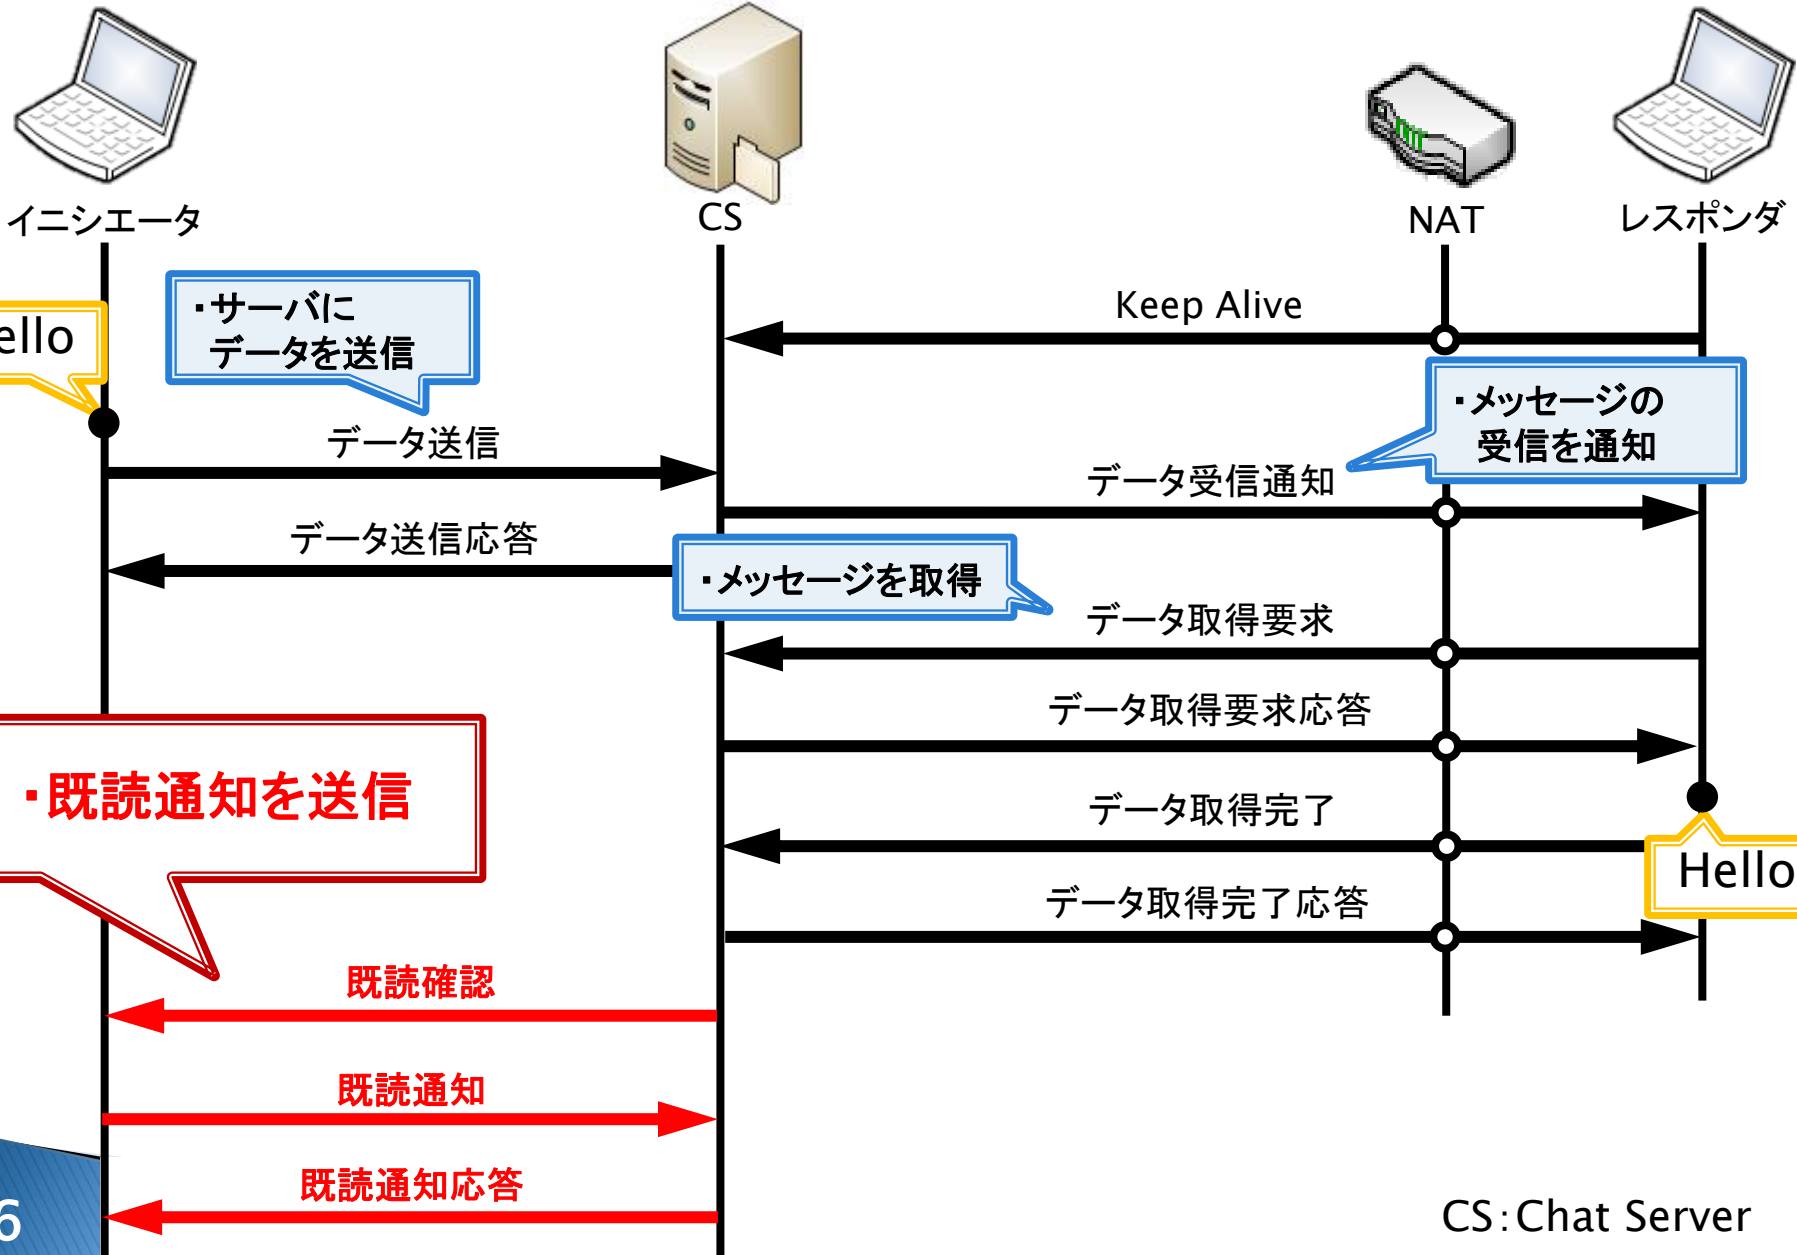 イニシエータ
CS
NAT
レスポンダ
ello
・サーバに
データを送信
Keep Alive
・メッセージの
受信を通知
データ送信
データ受信通知
データ送信応答
・メッセージを取得
データ取得要求
データ取得要求応答
・既読通知を送信
データ取得完了
Hello
データ取得完了応答
既読確認
既読通知
既読通知応答
6
CS:Chat Server